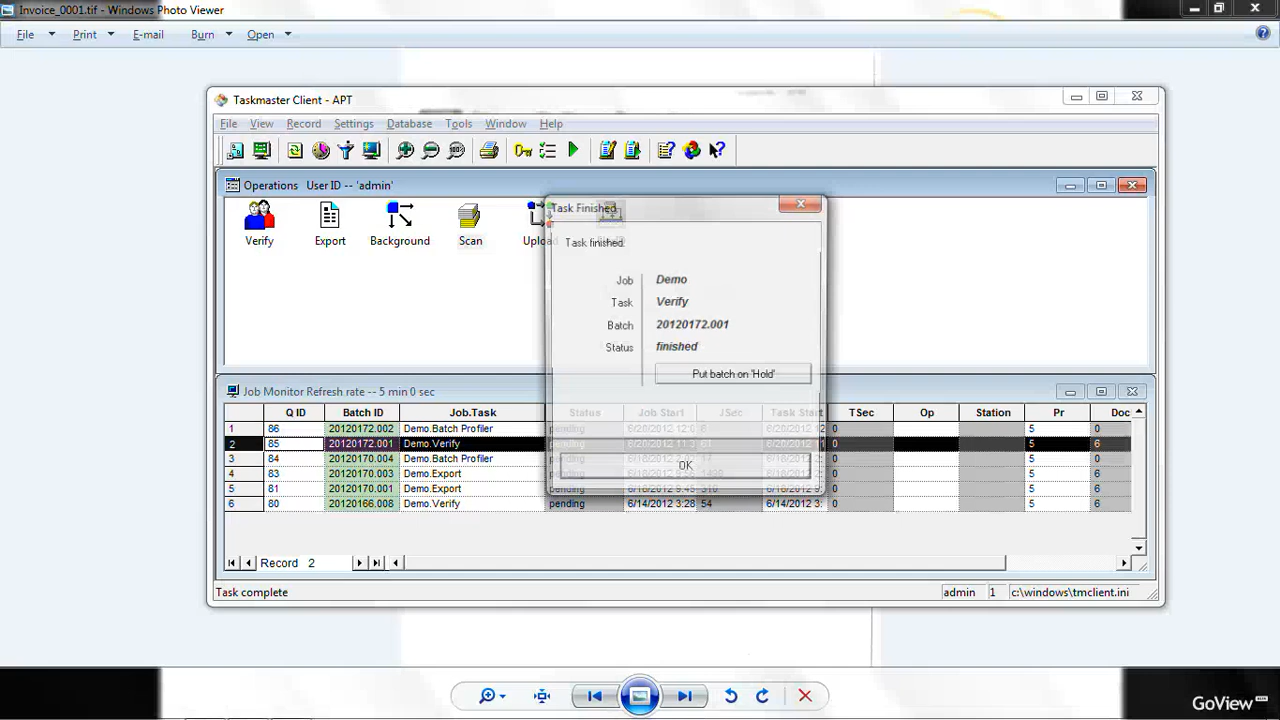 Invoice_0001.tif - Windows Photo Viewer
File Print E-mail Burn Open
Taskmaster Client - APT
File View Record Settings Database Tools Window Help
Operations User ID -- 'admin'
Verify Export Background Scan
Task Finished
Task finished.
Job Demo
Task Verify
Batch 20120172.001
Status finished
Put batch on 'Hold'
OK
Job Monitor Refresh rate -- 5 min 0 sec
Q ID Batch ID Job.Task Status Job Start JSec Task Start TSec Op Station Pr Doc
1 86 20120172.002 Demo.Batch Profiler pending 0 5
2 85 20120172.001 Demo.Verify pending 0 5 6
3 84 20120170.004 Demo.Batch Profiler 0 5
4 83 20120170.003 Demo.Export 0 5 6
5 81 20120170.001 Demo.Export 0 5 6
6 80 20120166.008 Demo.Verify pending 6/14/2012 3:28 54 6/14/2012 3: 0 5 6
Record 2
Task complete admin 1 c:\windows\tmclient.ini
GoView